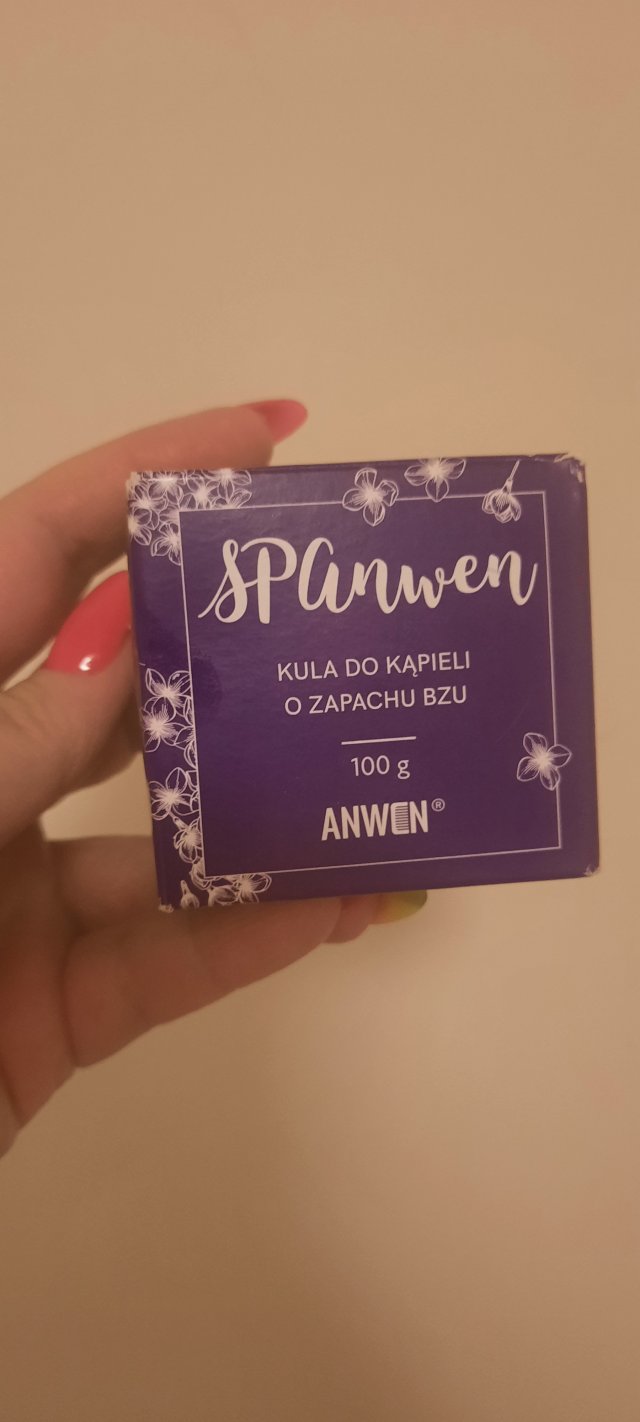 SPAnwen
KULA DO KĄPIELI
O ZAPACHU BZU
100 g
ANWEN®